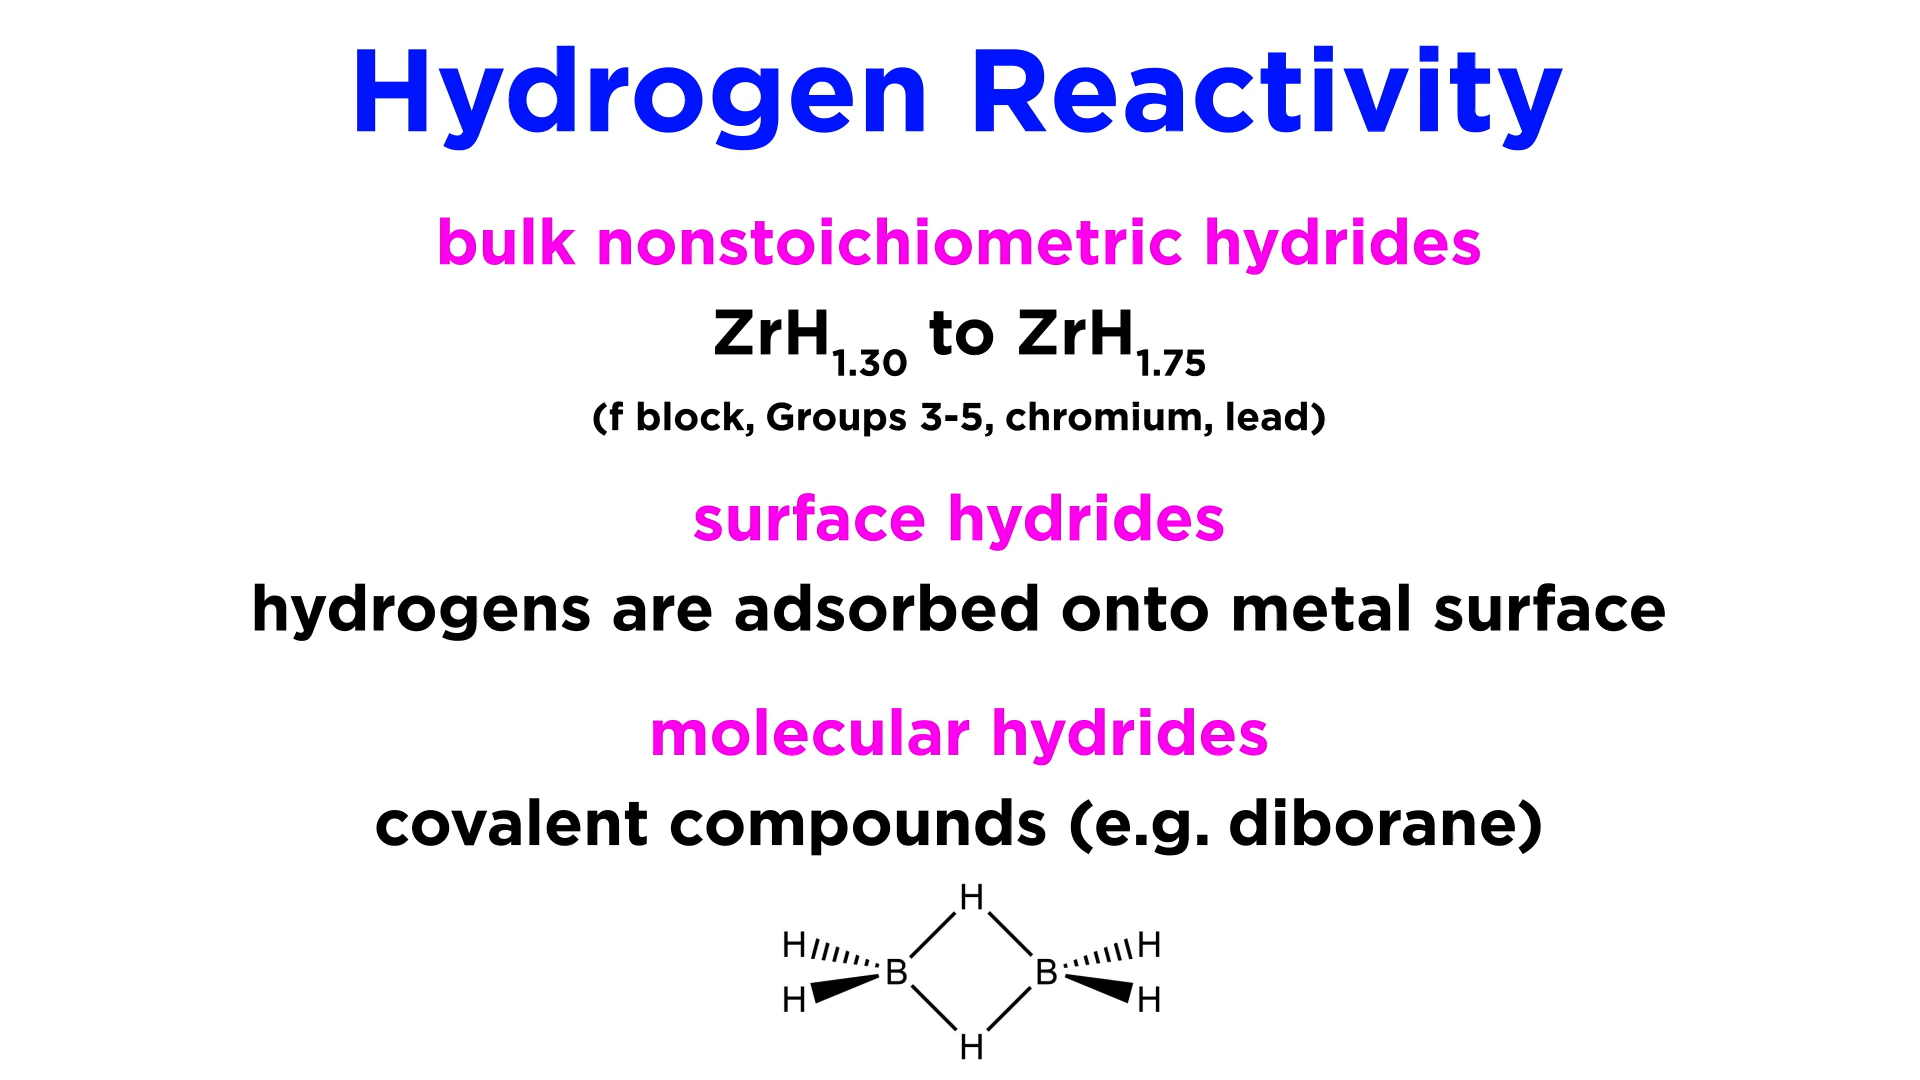 Hydrogen Reactivity
bulk nonstoichiometric hydrides
ZrH1.30 to ZrH1.75
(f block, Groups 3-5, chromium, lead)
surface hydrides
hydrogens are adsorbed onto metal surface
molecular hydrides
covalent compounds (e.g. diborane)
H
H H
B B
H H
H